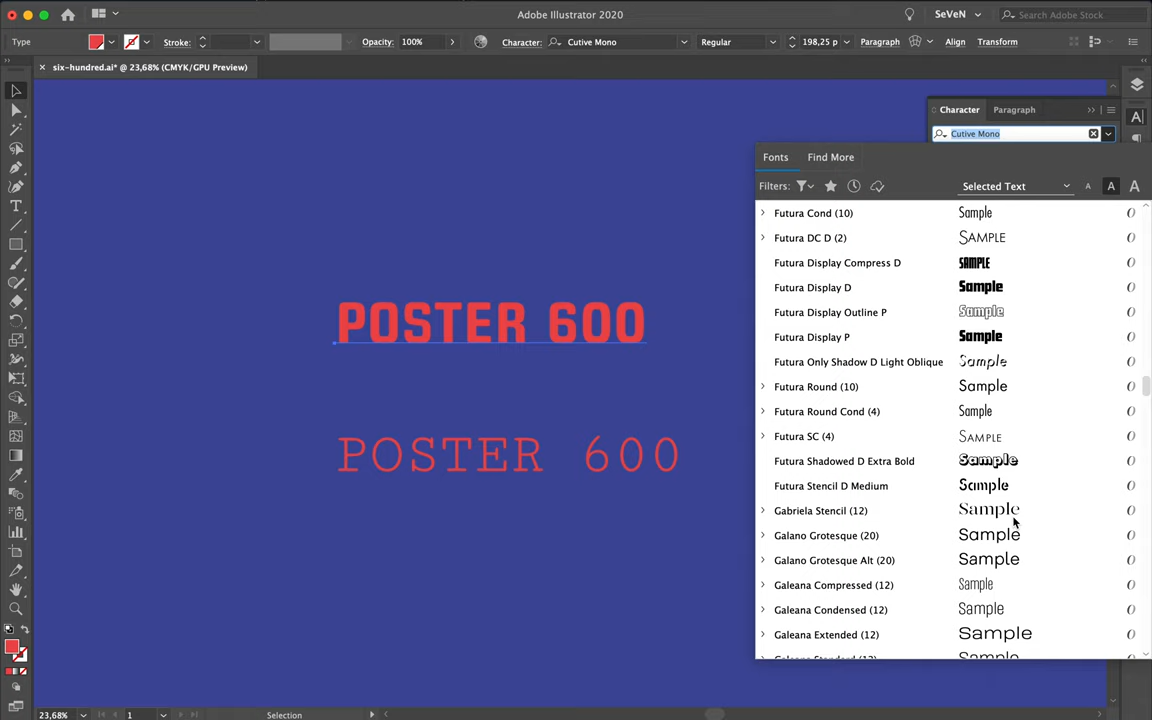 Adobe Illustrator 2020
SeVeN
Search Adobe Stock
Type
Stroke:
Opacity: 100%
Character: Cutive Mono
Regular
198,25 p
Paragraph
Align
Transform
× six-hundred.ai* @ 23,68% (CMYK/GPU Preview)
Character
Paragraph
Cutive Mono
Fonts
Find More
Filters:
Selected Text
A A A
Futura Cond (10) Sample
Futura DC D (2) SAMPLE
Futura Display Compress D SAMPLE
Futura Display D Sample
Futura Display Outline P Sample
Futura Display P Sample
Futura Only Shadow D Light Oblique Sample
Futura Round (10) Sample
Futura Round Cond (4) Sample
Futura SC (4) SAMPLE
Futura Shadowed D Extra Bold Sample
Futura Stencil D Medium Sample
Gabriela Stencil (12) Sample
Galano Grotesque (20) Sample
Galano Grotesque Alt (20) Sample
Galeana Compressed (12) Sample
Galeana Condensed (12) Sample
Galeana Extended (12) Sample
POSTER 600
POSTER 600
23,68%
1
Selection